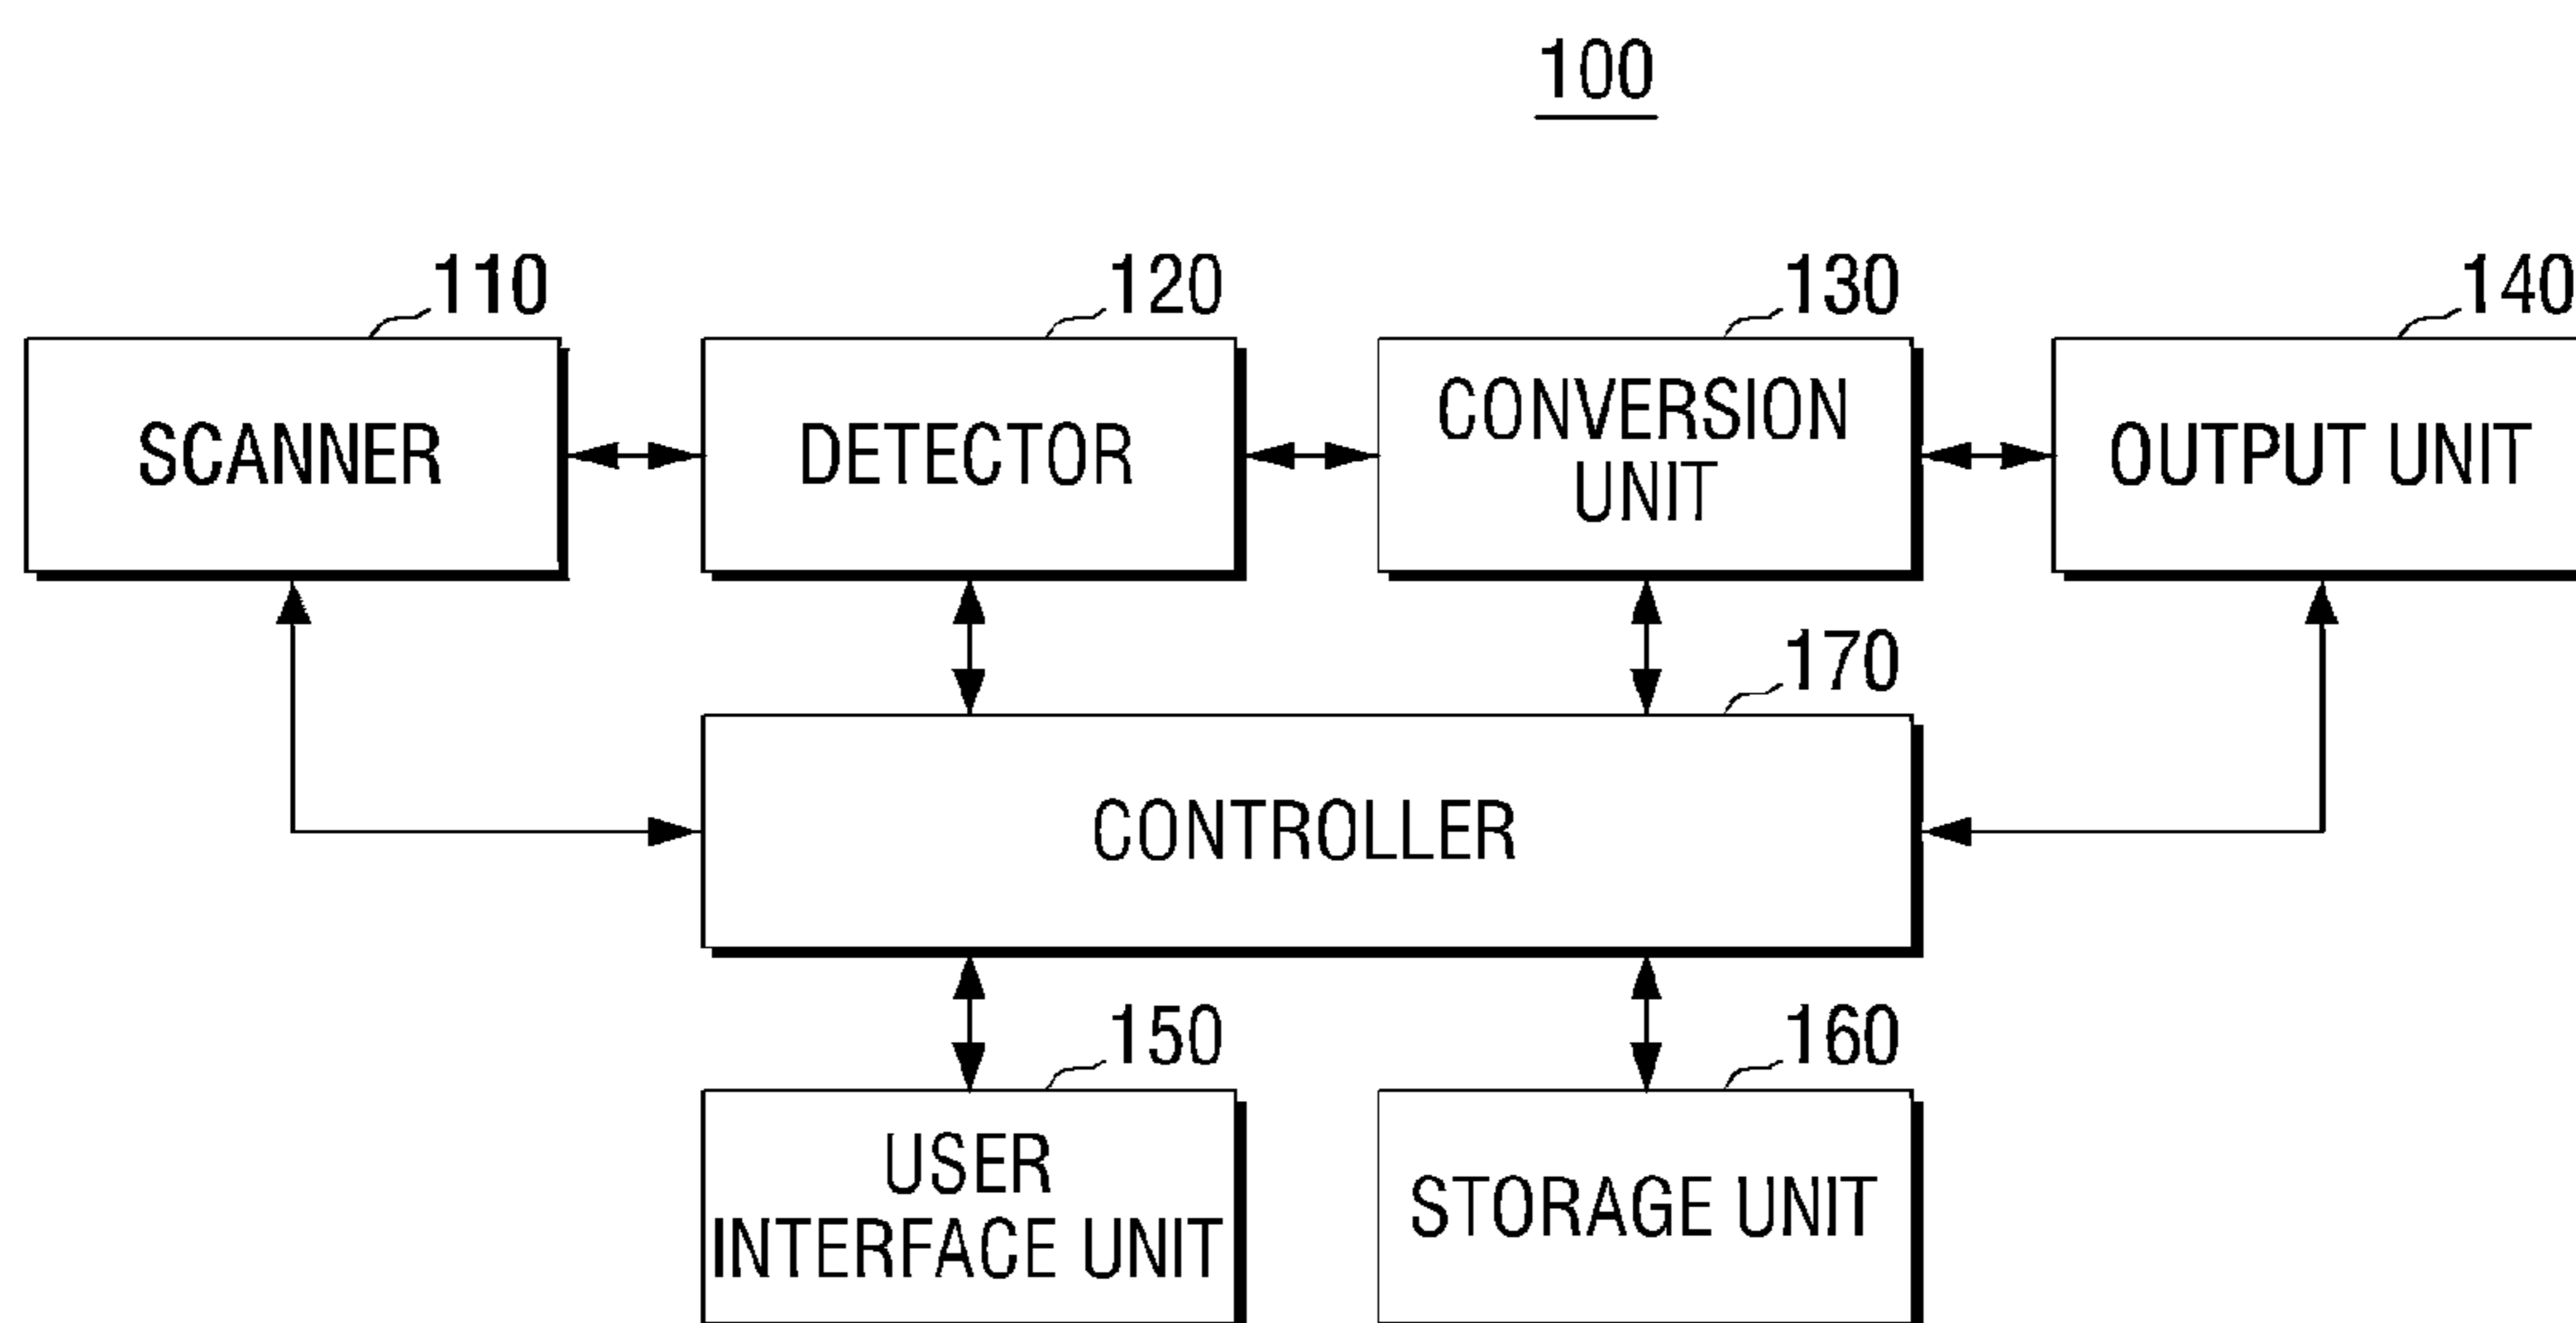 100
110
120
130
140
SCANNER
DETECTOR
CONVERSION
UNIT
OUTPUT UNIT
170
CONTROLLER
150
160
USER
INTERFACE UNIT
STORAGE UNIT